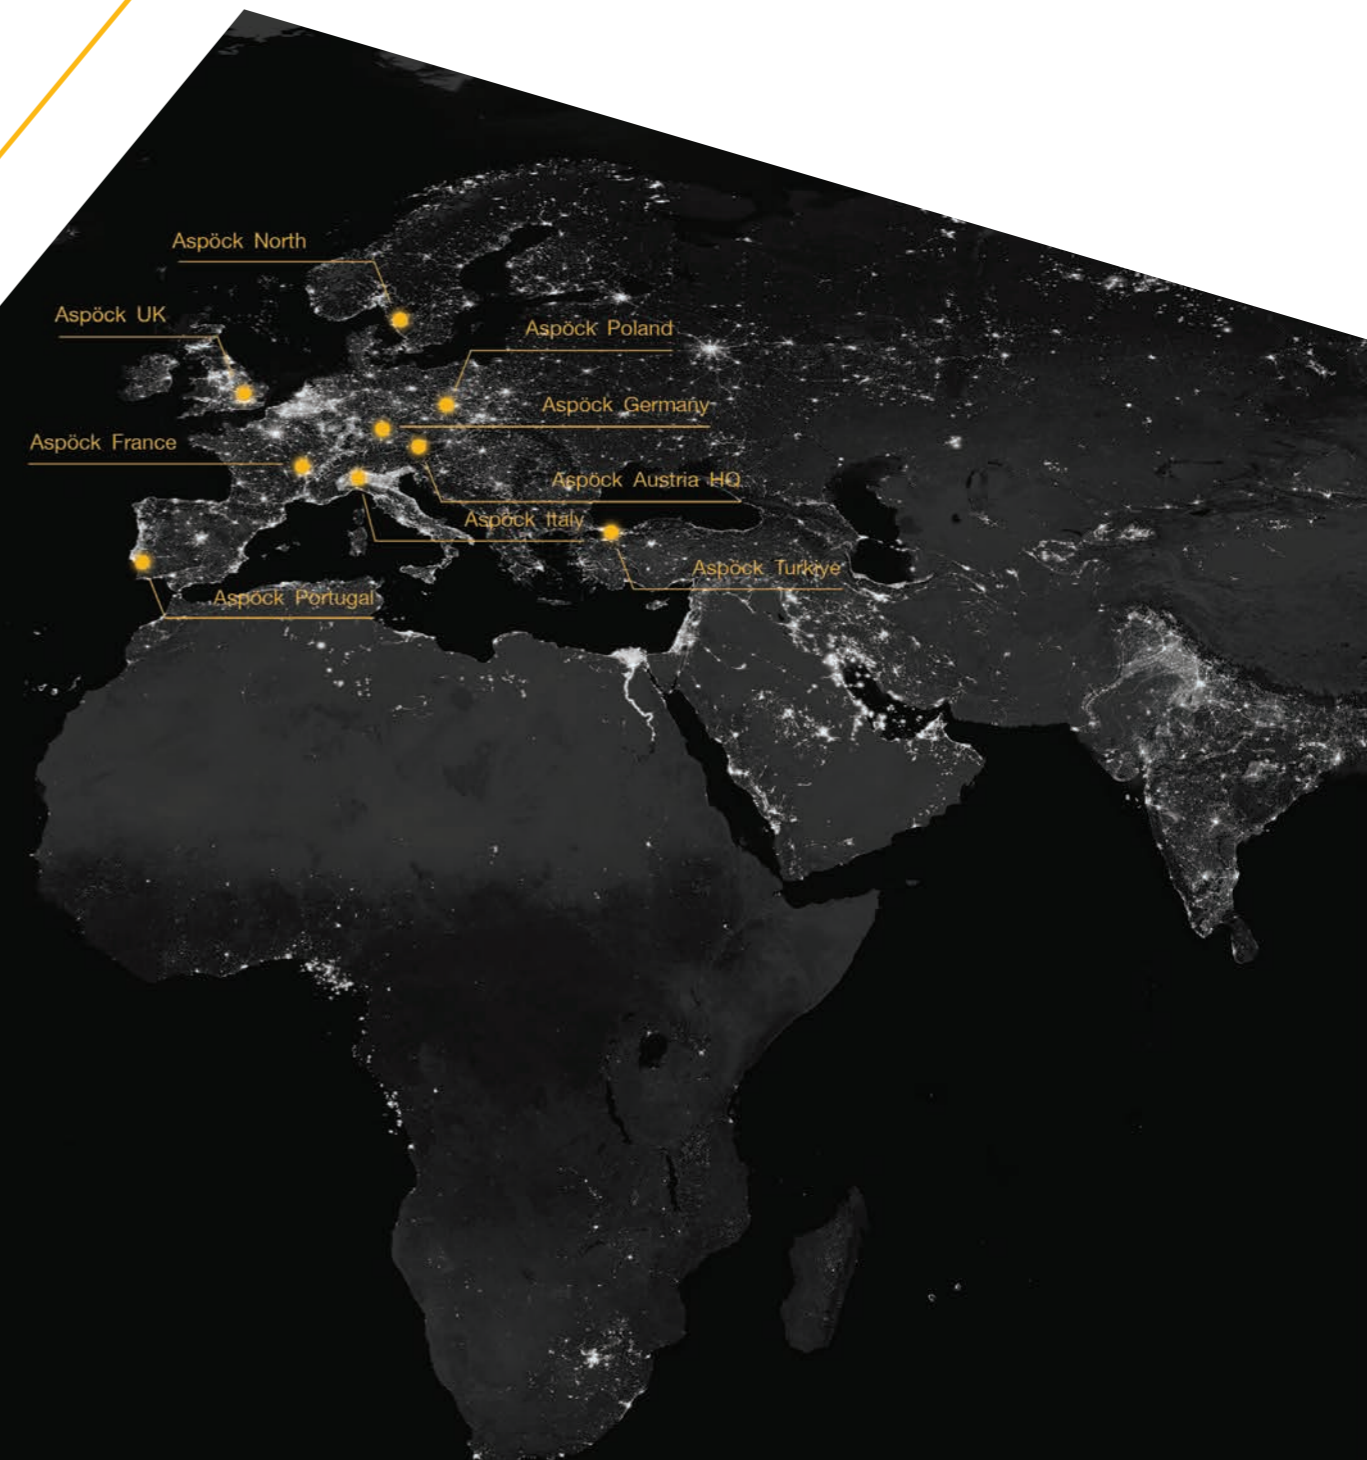 Aspöck North
Aspöck UK
Aspöck Poland
Aspöck Germany
Aspöck France
Aspöck Austria HQ
Aspöck Italy
Aspöck Turkiye
Aspöck Portugal